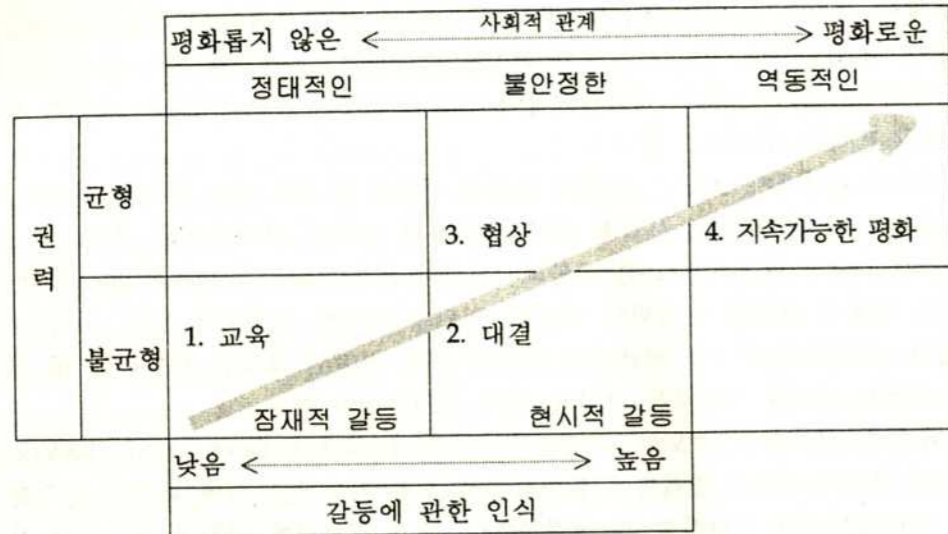 사회적 관계
평화롭지 않은 평화로운
정태적인 불안정한 역동적인
권력
균형
3. 협상 4. 지속가능한 평화
불균형
1. 교육 2. 대결
잠재적 갈등 현시적 갈등
낮음 높음
갈등에 관한 인식